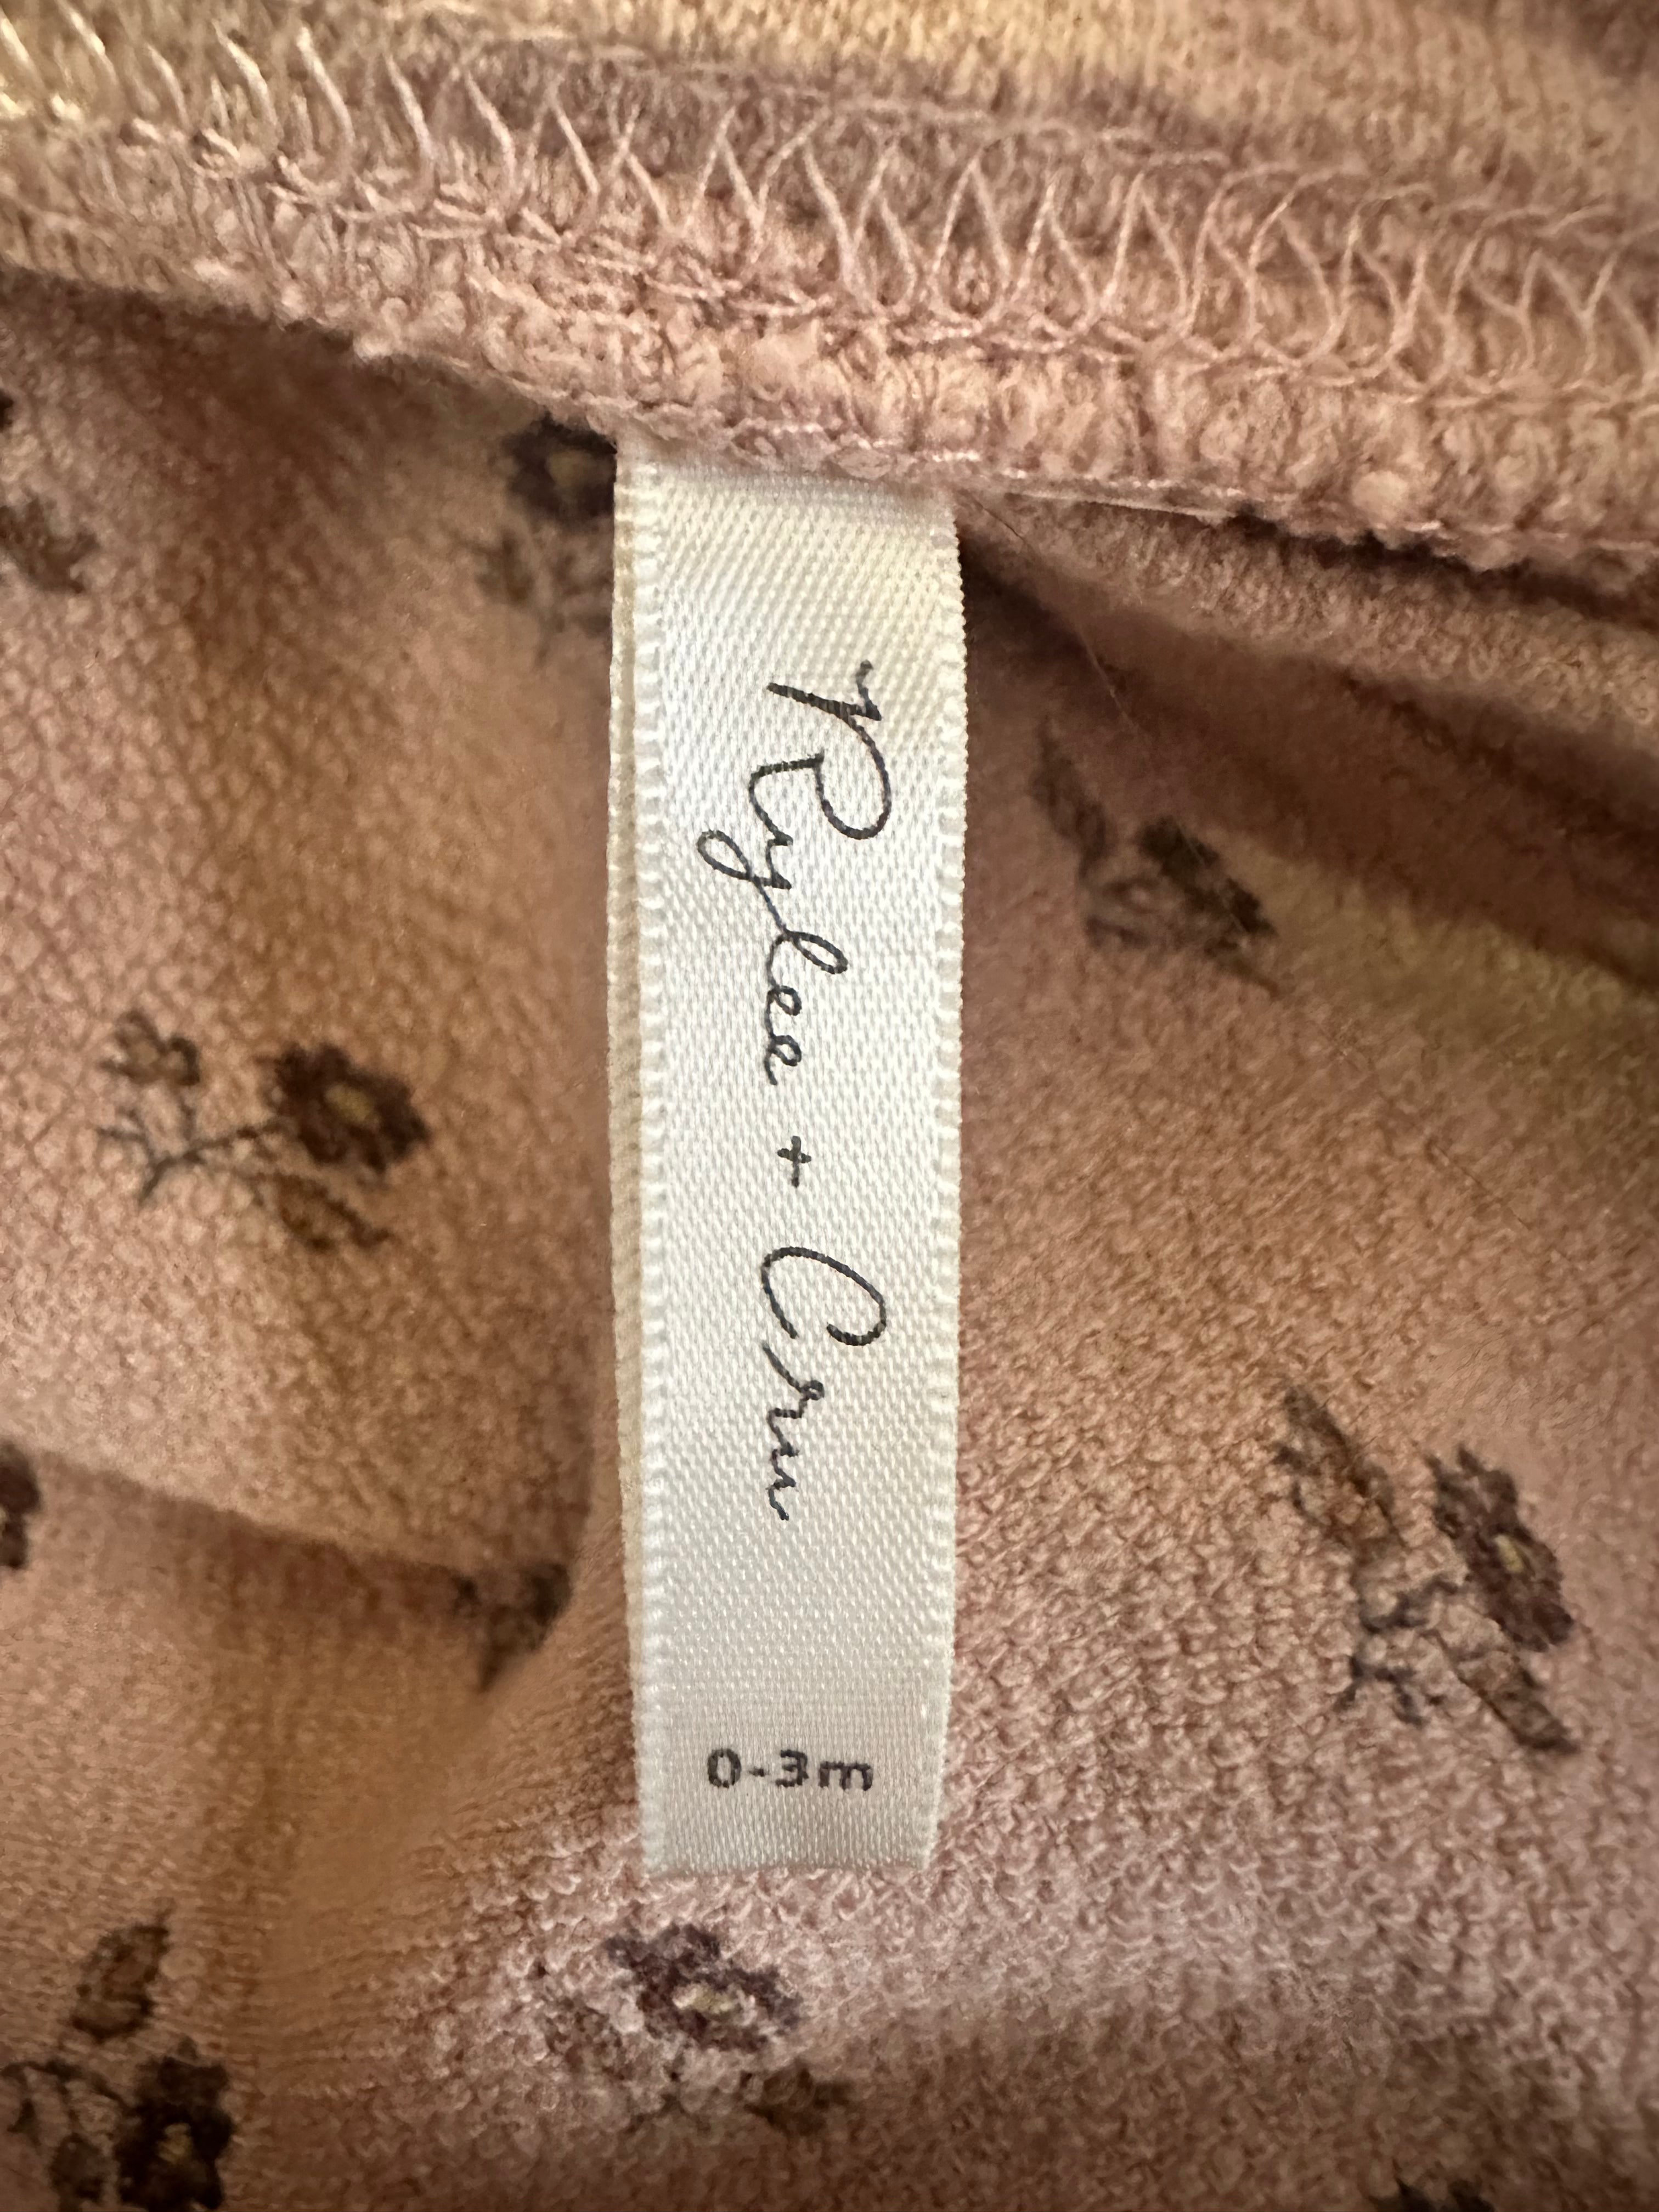 Rylee + Cru
0-3m